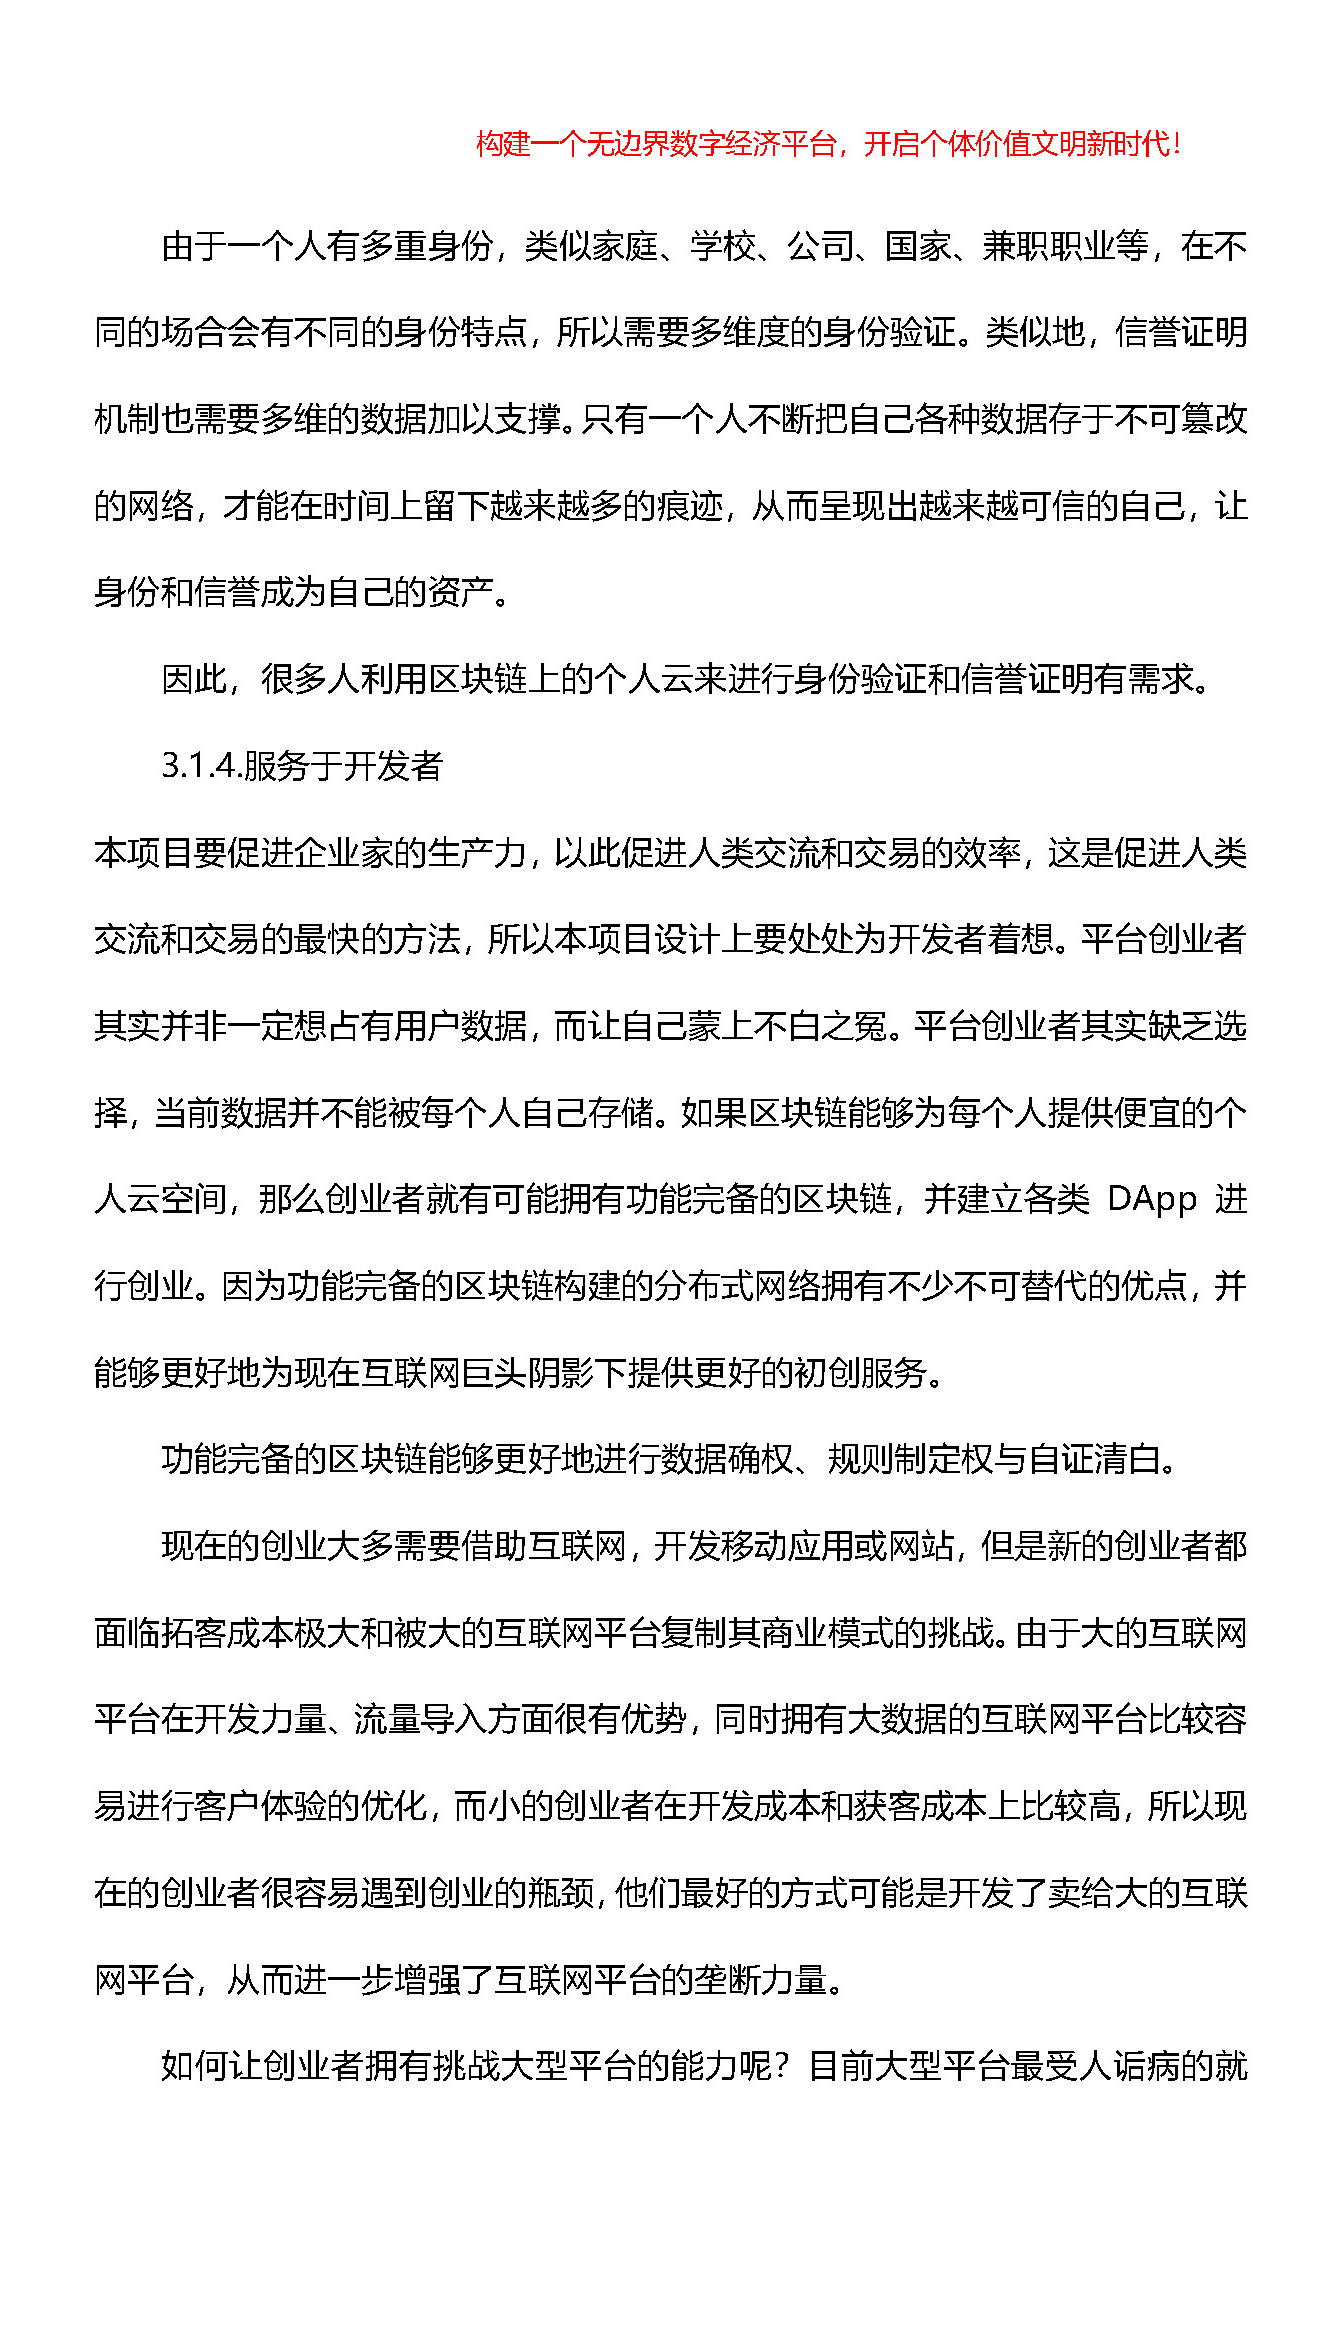 构建一个无边界数字经济平台，开启个体价值文明新时代！
由于一个人有多重身份，类似家庭、学校、公司、国家、兼职职业等，在不
同的场合会有不同的身份特点，所以需要多维度的身份验证。类似地，信誉证明
机制也需要多维的数据加以支撑。只有一个人不断把自己各种数据存于不可篡改
的网络，才能在时间上留下越来越多的痕迹，从而呈现出越来越可信的自己，让
身份和信誉成为自己的资产。
因此，很多人利用区块链上的个人云来进行身份验证和信誉证明有需求。
3.1.4.服务于开发者
本项目要促进企业家的生产力，以此促进人类交流和交易的效率，这是促进人类
交流和交易的最快的方法，所以本项目设计上要处处为开发者着想。平台创业者
其实并非一定想占有用户数据，而让自己蒙上不白之冤。平台创业者其实缺乏选
择，当前数据并不能被每个人自己存储。如果区块链能够为每个人提供便宜的个
人云空间，那么创业者就有可能拥有功能完备的区块链，并建立各类 DApp 进
行创业。因为功能完备的区块链构建的分布式网络拥有不少不可替代的优点，并
能够更好地为现在互联网巨头阴影下提供更好的初创服务。
功能完备的区块链能够更好地进行数据确权、规则制定权与自证清白。
现在的创业大多需要借助互联网，开发移动应用或网站，但是新的创业者都
面临拓客成本极大和被大的互联网平台复制其商业模式的挑战。由于大的互联网
平台在开发力量、流量导入方面很有优势，同时拥有大数据的互联网平台比较容
易进行客户体验的优化，而小的创业者在开发成本和获客成本上比较高，所以现
在的创业者很容易遇到创业的瓶颈，他们最好的方式可能是开发了卖给大的互联
网平台，从而进一步增强了互联网平台的垄断力量。
如何让创业者拥有挑战大型平台的能力呢？目前大型平台最受人诟病的就